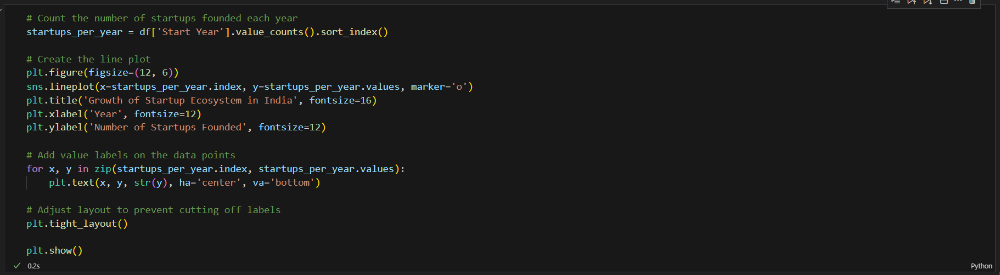 # Count the number of startups founded each year
startups_per_year = df['Start Year'].value_counts().sort_index()
# Create the line plot
plt.figure(figsize=(12, 6))
sns.lineplot(x=startups_per_year.index, y=startups_per_year.values, marker='o')
plt.title('Growth of Startup Ecosystem in India', fontsize=16)
plt.xlabel('Year', fontsize=12)
plt.ylabel('Number of Startups Founded', fontsize=12)
# Add value labels on the data points
for x, y in zip(startups_per_year.index, startups_per_year.values):
    plt.text(x, y, str(y), ha='center', va='bottom')
# Adjust layout to prevent cutting off labels
plt.tight_layout()
plt.show()
0.2s
Python